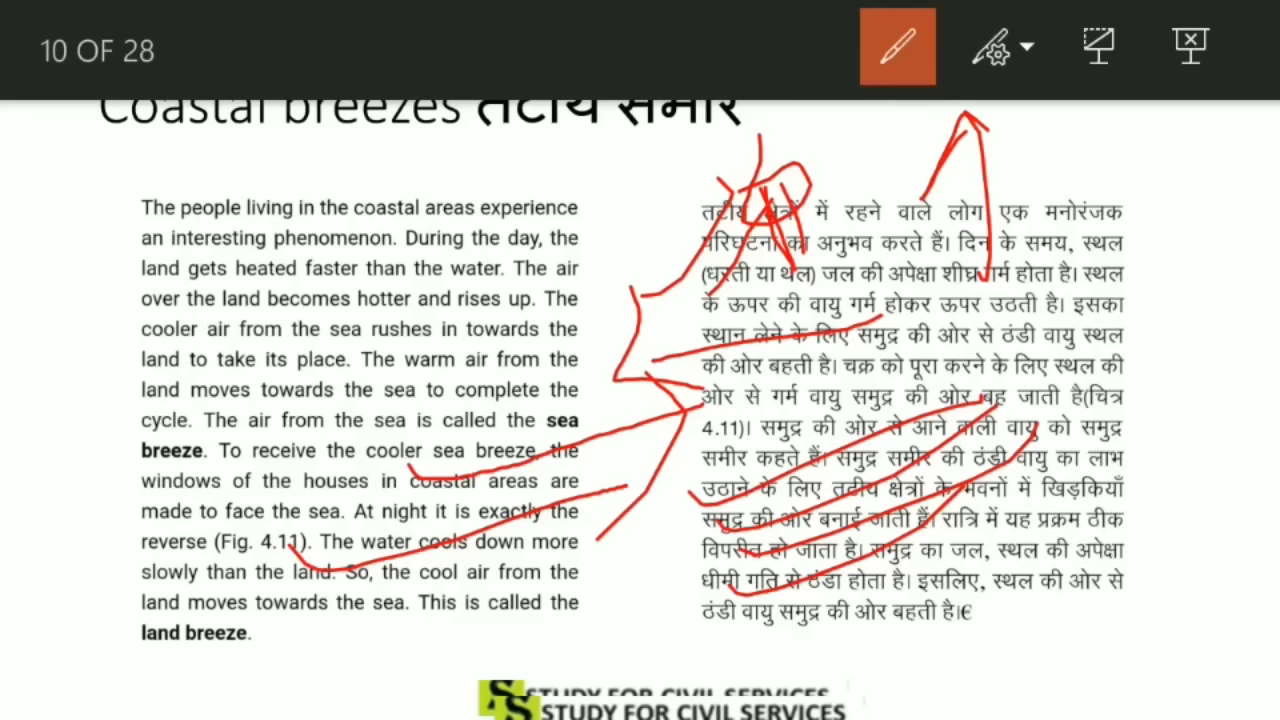 10 OF 28
Coastal breezes तटीय समीर
The people living in the coastal areas experience
an interesting phenomenon. During the day, the
land gets heated faster than the water. The air
over the land becomes hotter and rises up. The
cooler air from the sea rushes in towards the
land to take its place. The warm air from the
land moves towards the sea to complete the
cycle. The air from the sea is called the sea
breeze. To receive the cooler sea breeze, the
windows of the houses in coastal areas are
made to face the sea. At night it is exactly the
reverse (Fig. 4.11). The water cools down more
slowly than the land. So, the cool air from the
land moves towards the sea. This is called the
land breeze.
तटीय क्षेत्रों में रहने वाले लोग एक मनोरंजक
परिघटना का अनुभव करते हैं। दिन के समय, स्थल
(धरती या थल) जल की अपेक्षा शीघ्र गर्म होता है। स्थल
के ऊपर की वायु गर्म होकर ऊपर उठती है। इसका
स्थान लेने के लिए समुद्र की ओर से ठंडी वायु स्थल
की ओर बहती है। चक्र को पूरा करने के लिए स्थल की
ओर से गर्म वायु समुद्र की ओर बह जाती है(चित्र
4.11)। समुद्र की ओर से आने वाली वायु को समुद्र
समीर कहते हैं। समुद्र समीर की ठंडी वायु का लाभ
उठाने के लिए तटीय क्षेत्रों के भवनों में खिड़कियाँ
समुद्र की ओर बनाई जाती हैं। रात्रि में यह प्रक्रम ठीक
विपरीत हो जाता है। समुद्र का जल, स्थल की अपेक्षा
धीमी गति से ठंडा होता है। इसलिए, स्थल की ओर से
ठंडी वायु समुद्र की ओर बहती है।€
STUDY FOR CIVIL SERVICES
STUDY FOR CIVIL SERVICES